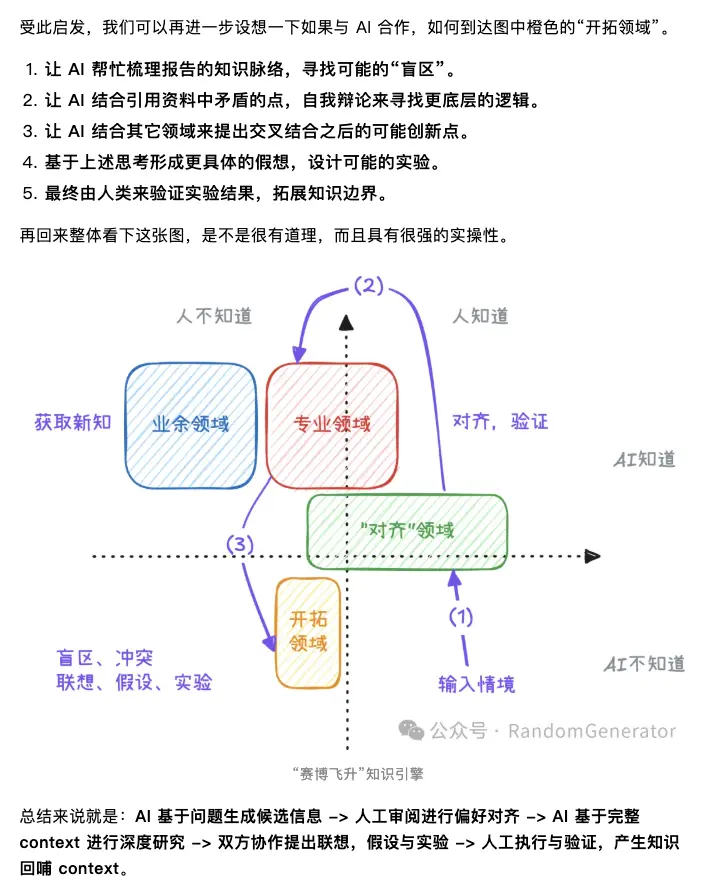 受此启发，我们可以再进一步设想一下如果与 AI 合作，如何到达图中橙色的“开拓领域”。
1. 让 AI 帮忙梳理报告的知识脉络，寻找可能的“盲区”。
2. 让 AI 结合引用资料中矛盾的点，自我辩论来寻找更底层的逻辑。
3. 让 AI 结合其它领域来提出交叉结合之后的可能创新点。
4. 基于上述思考形成更具体的假想，设计可能的实验。
5. 最终由人类来验证实验结果，拓展知识边界。
再回来整体看下这张图，是不是很有道理，而且具有很强的实操性。
(2)
人不知道
人知道
获取新知
业余领域
专业领域
对齐，验证
AI知道
"对齐"领域
(3)
开拓
领域
(1)
盲区、冲突
联想、假设、实验
输入情境
AI不知道
公众号 · RandomGenerator
“赛博飞升”知识引擎
总结来说就是：AI 基于问题生成候选信息 -> 人工审阅进行偏好对齐 -> AI 基于完整
context 进行深度研究 -> 双方协作提出联想，假设与实验 -> 人工执行与验证，产生知识
回哺 context。